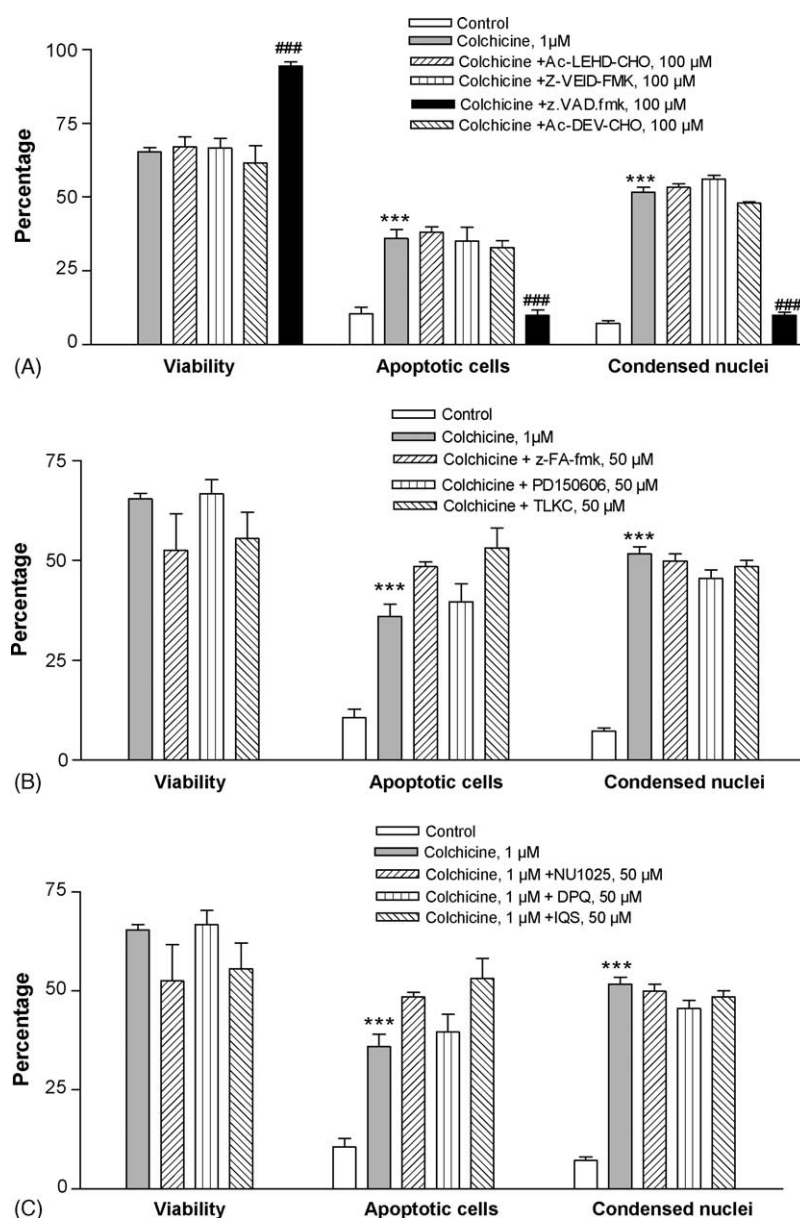 Control
Colchicine, 1µM
Colchicine +Ac-LEHD-CHO, 100 µM
Colchicine +Z-VEID-FMK, 100 µM
Colchicine +z.VAD.fmk, 100 µM
Colchicine +Ac-DEV-CHO, 100 µM
Percentage
100
75
50
25
0
###
***
###
***
###
(A)
Viability Apoptotic cells Condensed nuclei
Control
Colchicine, 1µM
Colchicine + z-FA-fmk, 50 µM
Colchicine + PD150606, 50 µM
Colchicine + TLKC, 50 µM
Percentage
75
50
25
0
***
***
(B)
Viability Apoptotic cells Condensed nuclei
Control
Colchicine, 1 µM
Colchicine, 1 µM +NU1025, 50 µM
Colchicine, 1 µM + DPQ, 50 µM
Colchicine, 1 µM +IQS, 50 µM
Percentage
75
50
25
0
***
***
(C)
Viability Apoptotic cells Condensed nuclei